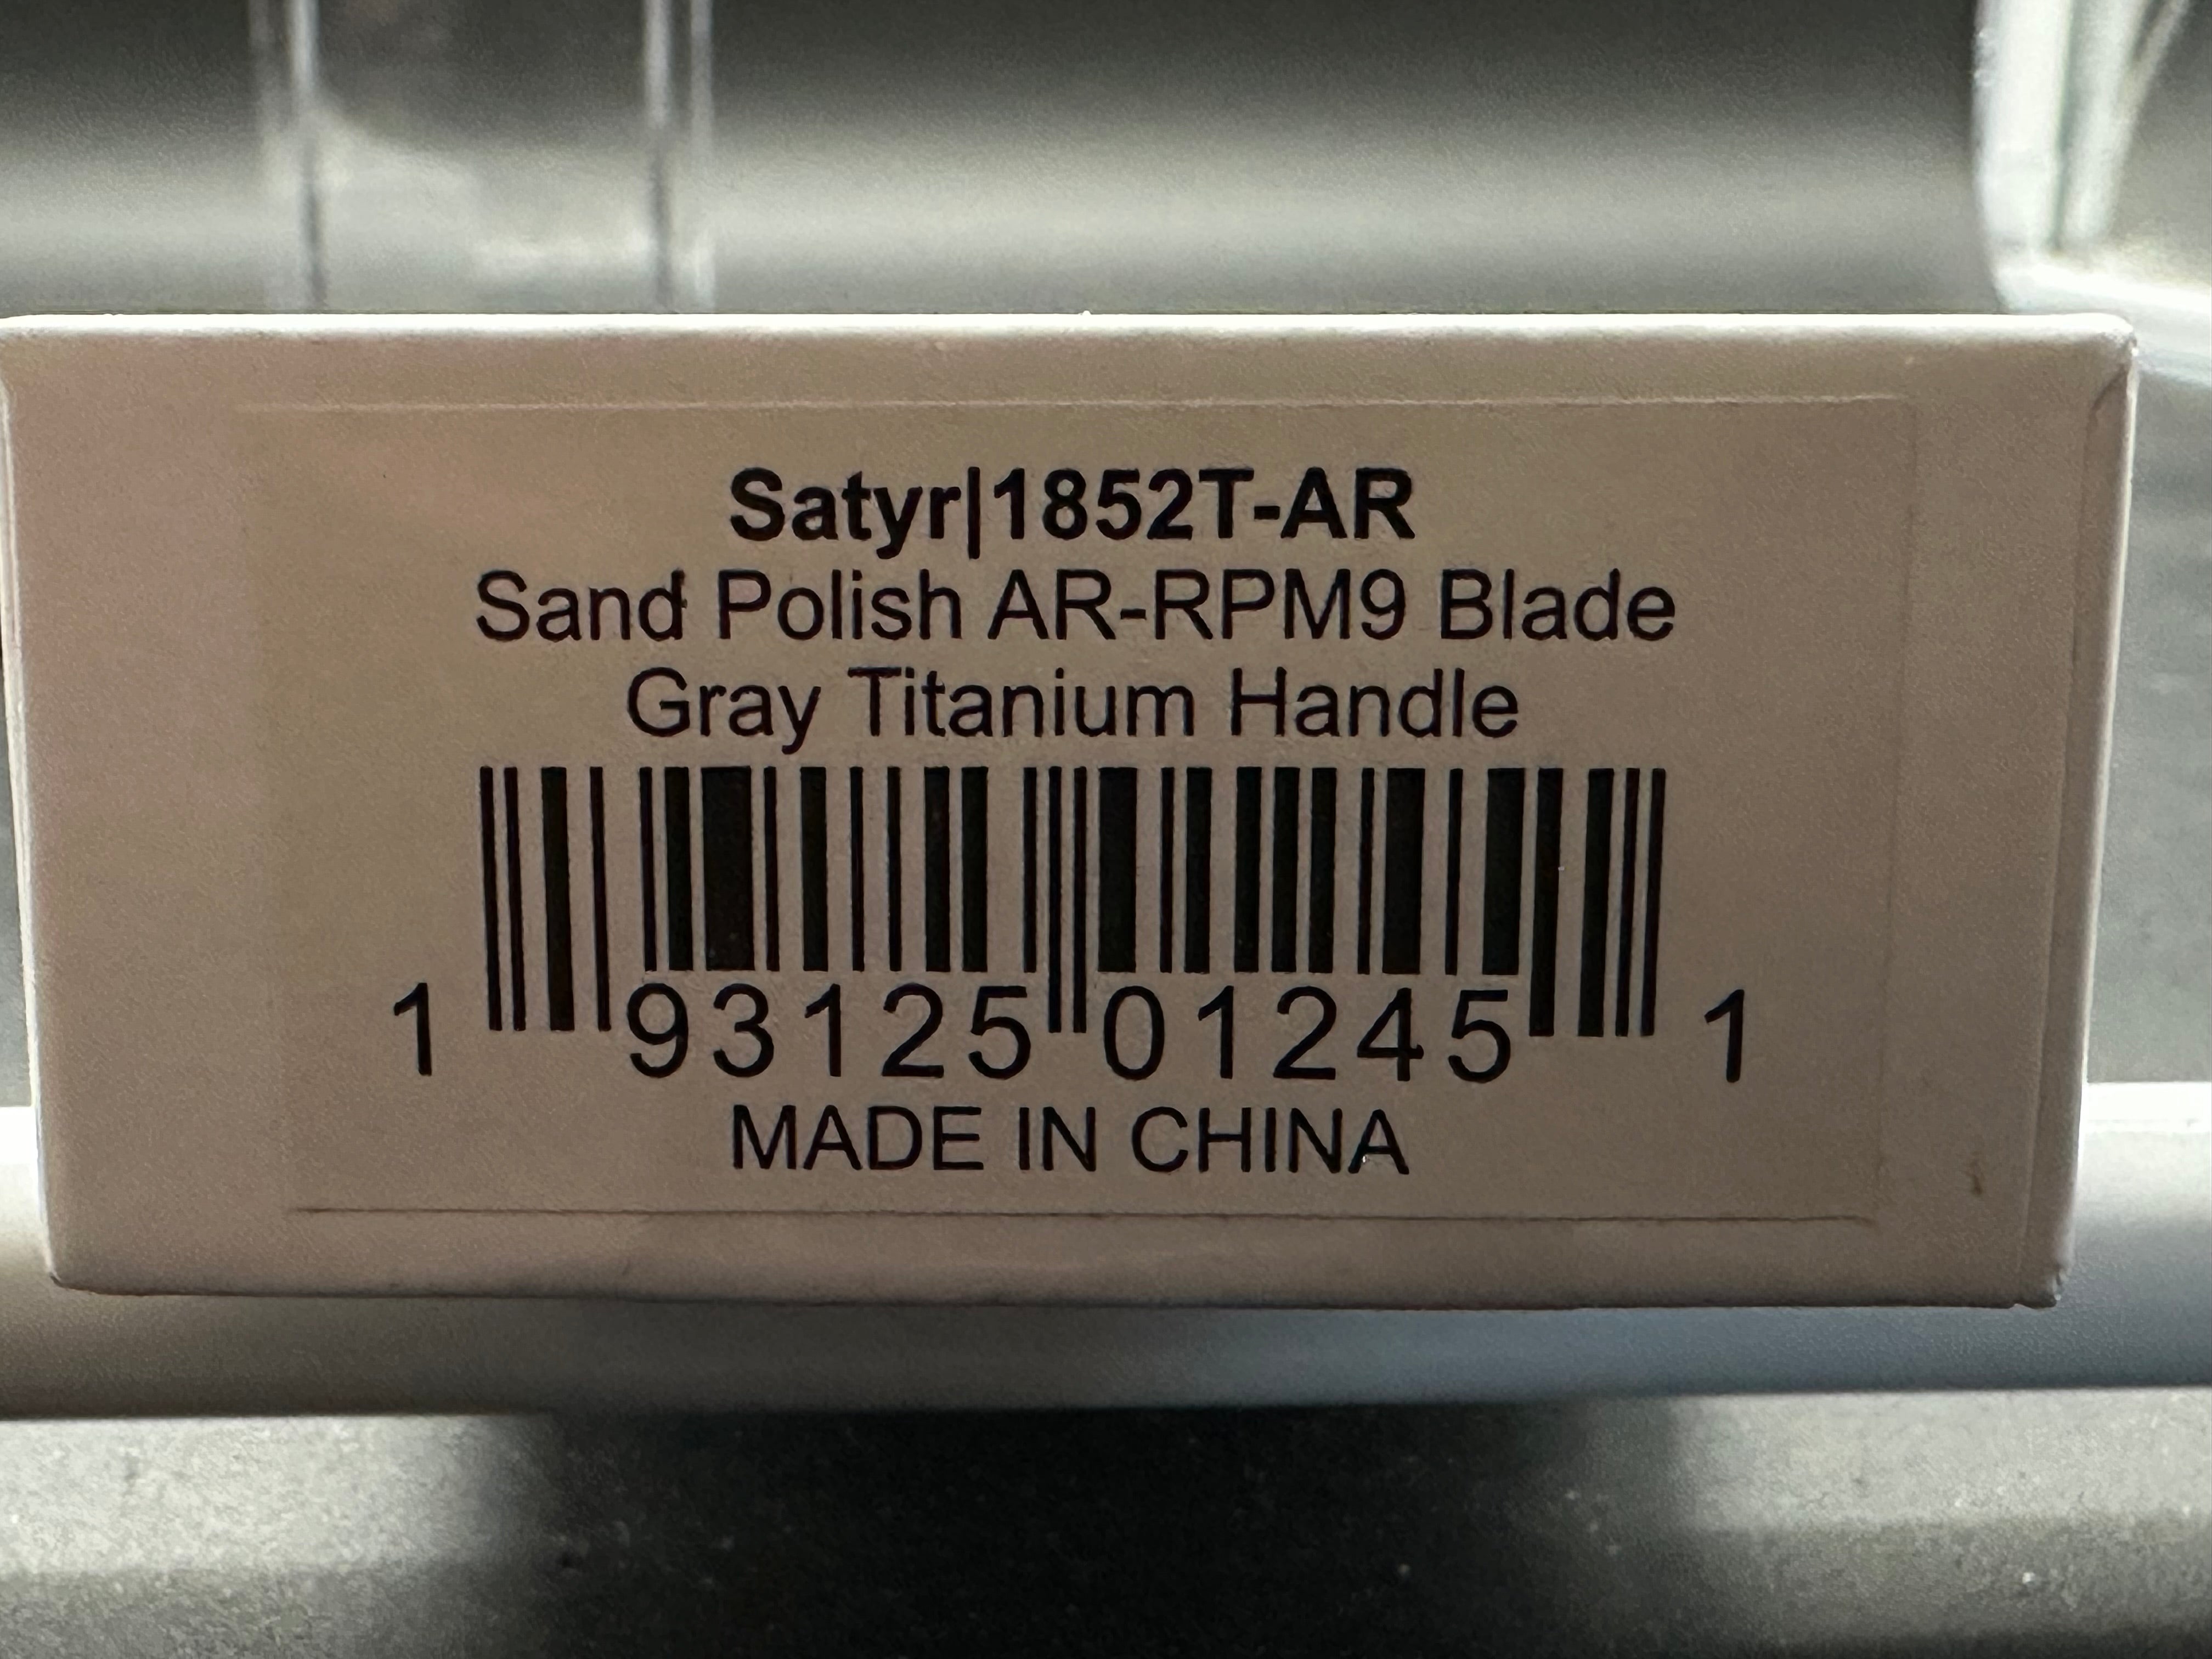 Satyr|1852T-AR
Sand Polish AR-RPM9 Blade
Gray Titanium Handle
1 93125 01245 1
MADE IN CHINA